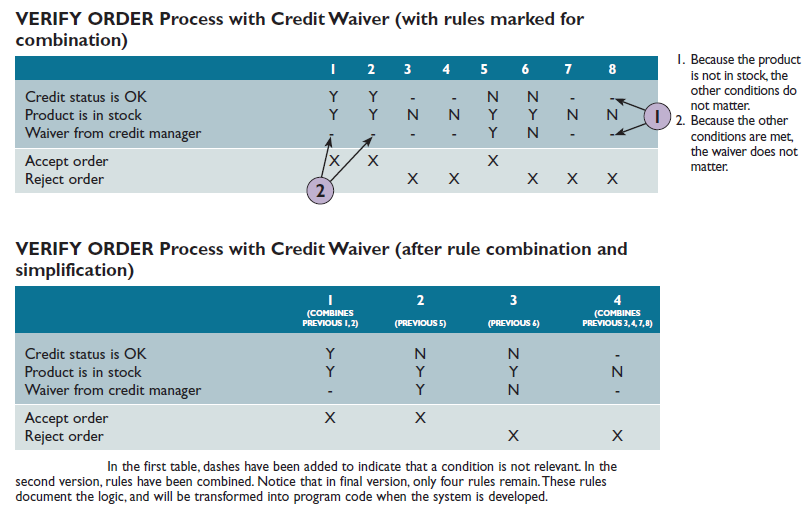 VERIFY ORDER Process with Credit Waiver (with rules marked for
combination)
1 2 3 4 5 6 7 8
Credit status is OK Y Y - - N N - -
Product is in stock Y Y N N Y Y N N
Waiver from credit manager - - - - Y N - -
Accept order X X X
Reject order X X X X X
1
2
1. Because the product
is not in stock, the
other conditions do
not matter.
2. Because the other
conditions are met,
the waiver does not
matter.
VERIFY ORDER Process with Credit Waiver (after rule combination and
simplification)
1 2 3 4
(COMBINES (COMBINES
PREVIOUS 1, 2) (PREVIOUS 5) (PREVIOUS 6) PREVIOUS 3, 4, 7, 8)
Credit status is OK Y N N -
Product is in stock Y Y Y N
Waiver from credit manager - Y N -
Accept order X X
Reject order X X
In the first table, dashes have been added to indicate that a condition is not relevant. In the
second version, rules have been combined. Notice that in final version, only four rules remain. These rules
document the logic, and will be transformed into program code when the system is developed.